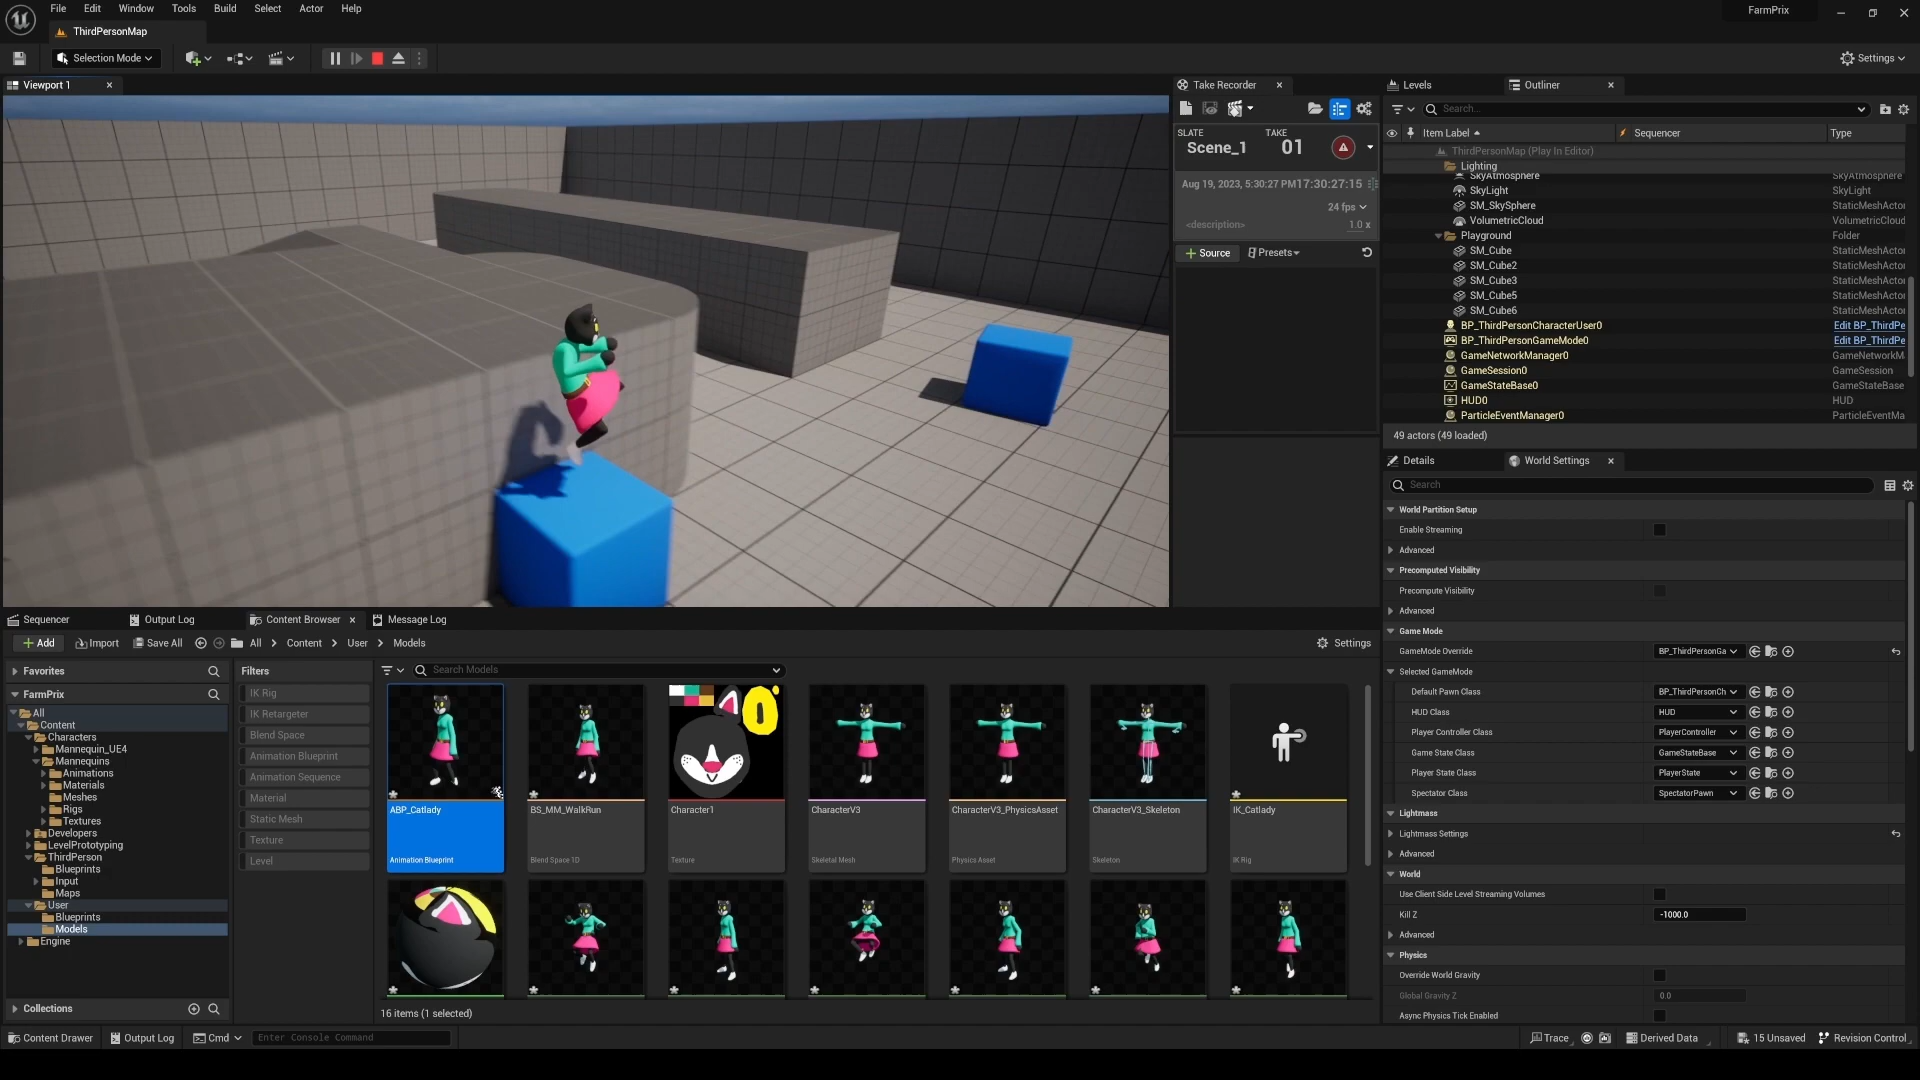 File Edit Window Tools Build Select Actor Help
FarmPrix
ThirdPersonMap
Selection Mode
Settings
Viewport 1
Take Recorder
SLATE
TAKE
Scene_1
01
Aug 19, 2023, 5:30:27 PM 17:30:27:15
24 fps
<description>
1.0 x
Source
Presets
Levels
Outliner
Search...
Item Label
Sequencer
Type
ThirdPersonMap (Play In Editor)
Lighting
SkyAtmosphere
SkyAtmosphere
SkyLight
SkyLight
SM_SkySphere
StaticMeshActo
VolumetricCloud
VolumetricCloud
Playground
Folder
SM_Cube
StaticMeshActo
SM_Cube2
StaticMeshActo
SM_Cube3
StaticMeshActo
SM_Cube5
StaticMeshActo
SM_Cube6
StaticMeshActo
BP_ThirdPersonCharacterUser0
Edit BP_ThirdPe
BP_ThirdPersonGameMode0
Edit BP_ThirdPe
GameNetworkManager0
GameNetworkM
GameSession0
GameSession
GameStateBase0
GameStateBase
HUD0
HUD
ParticleEventManager0
ParticleEventMa
49 actors (49 loaded)
Details
World Settings
Search
World Partition Setup
Enable Streaming
Advanced
Precomputed Visibility
Precompute Visibility
Advanced
Game Mode
GameMode Override
BP_ThirdPersonGa
Selected GameMode
Default Pawn Class
BP_ThirdPersonCh
HUD Class
HUD
Player Controller Class
PlayerController
Game State Class
GameStateBase
Player State Class
PlayerState
Spectator Class
SpectatorPawn
Lightmass
Lightmass Settings
Advanced
World
Use Client Side Level Streaming Volumes
Kill Z
-1000.0
Advanced
Physics
Override World Gravity
Global Gravity Z
0.0
Async Physics Tick Enabled
Sequencer
Output Log
Content Browser
Message Log
Add
Import
Save All
All
Content
User
Models
Settings
Favorites
FarmPrix
All
Content
Characters
Mannequin_UE4
Mannequins
Animations
Materials
Meshes
Rigs
Textures
Developers
LevelPrototyping
ThirdPerson
Blueprints
Input
Maps
User
Blueprints
Models
Engine
Collections
Filters
IK Rig
IK Retargeter
Blend Space
Animation Blueprint
Animation Sequence
Material
Static Mesh
Texture
Level
Search Models
ABP_Catlady
Animation Blueprint
BS_MM_WalkRun
Blend Space 1D
Character1
Texture
CharacterV3
Skeletal Mesh
CharacterV3_PhysicsAsset
Physics Asset
CharacterV3_Skeleton
Skeleton
IK_Catlady
IK Rig
16 items (1 selected)
Content Drawer
Output Log
Cmd
Enter Console Command
Trace
Derived Data
15 Unsaved
Revision Control